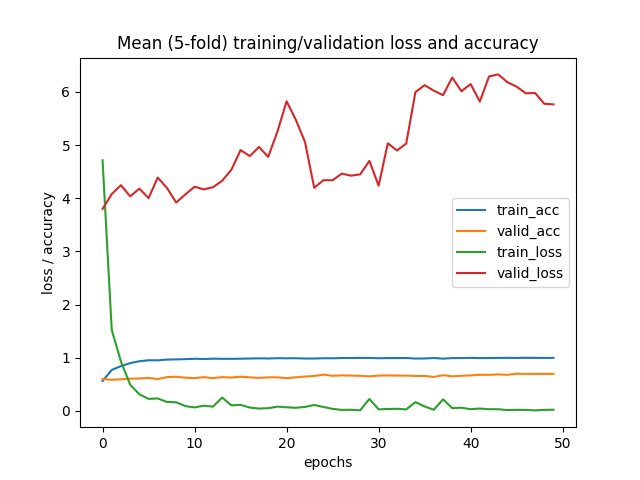 Mean (5-fold) training/validation loss and accuracy
loss / accuracy
6
5
4
3
2
1
0
train_acc
valid_acc
train_loss
valid_loss
0
10
20
30
40
50
epochs